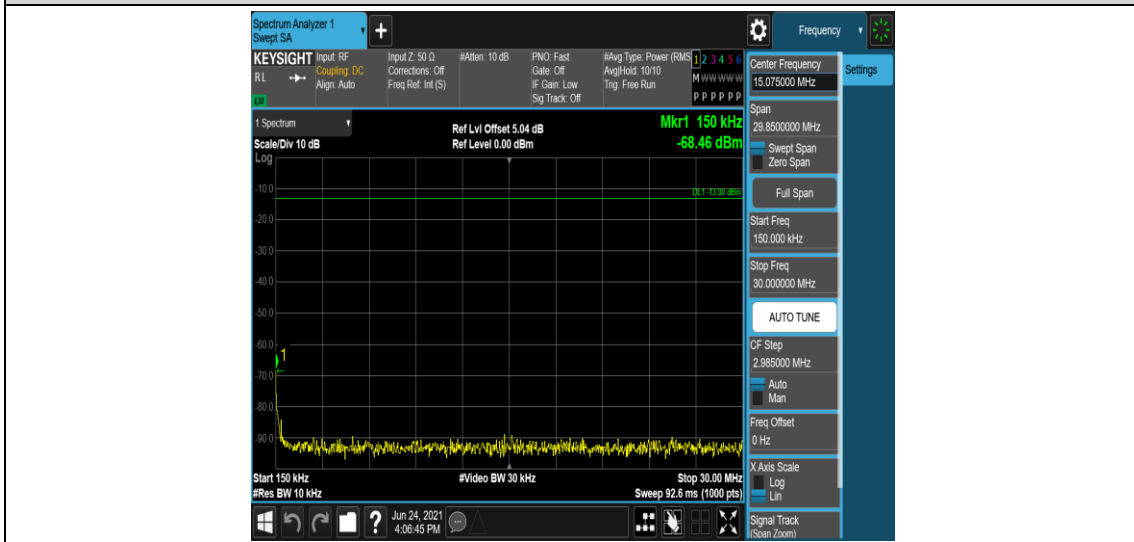 Spectrum Analyzer 1
Swept SA
+
Frequency
KEYSIGHT
RL
LXI
Input: RF
Coupling: DC
Align: Auto
Input Z: 50 Ω
Corrections: Off
Freq Ref: Int (S)
#Atten: 10 dB
PNO: Fast
Gate: Off
IF Gain: Low
Sig Track: Off
#Avg Type: Power (RMS
Avg|Hold: 10/10
Trig: Free Run
1 2 3 4 5 6
M W W W W W
P P P P P P
1 Spectrum
Scale/Div 10 dB
Log
Ref Lvl Offset 5.04 dB
Ref Level 0.00 dBm
Mkr1 150 kHz
-68.46 dBm
DL1 -13.00 dBm
-10.0
-20.0
-30.0
-40.0
-50.0
-60.0
1
-70.0
-80.0
-90.0
Start 150 kHz
#Video BW 30 kHz
Stop 30.00 MHz
#Res BW 10 kHz
Sweep 92.6 ms (1000 pts)
?
Jun 24, 2021
4:06:45 PM
Center Frequency
15.075000 MHz
Settings
Span
29.8500000 MHz
Swept Span
Zero Span
Full Span
Start Freq
150.000 kHz
Stop Freq
30.000000 MHz
AUTO TUNE
CF Step
2.985000 MHz
Auto
Man
Freq Offset
0 Hz
X Axis Scale
Log
Lin
Signal Track
(Span Zoom)